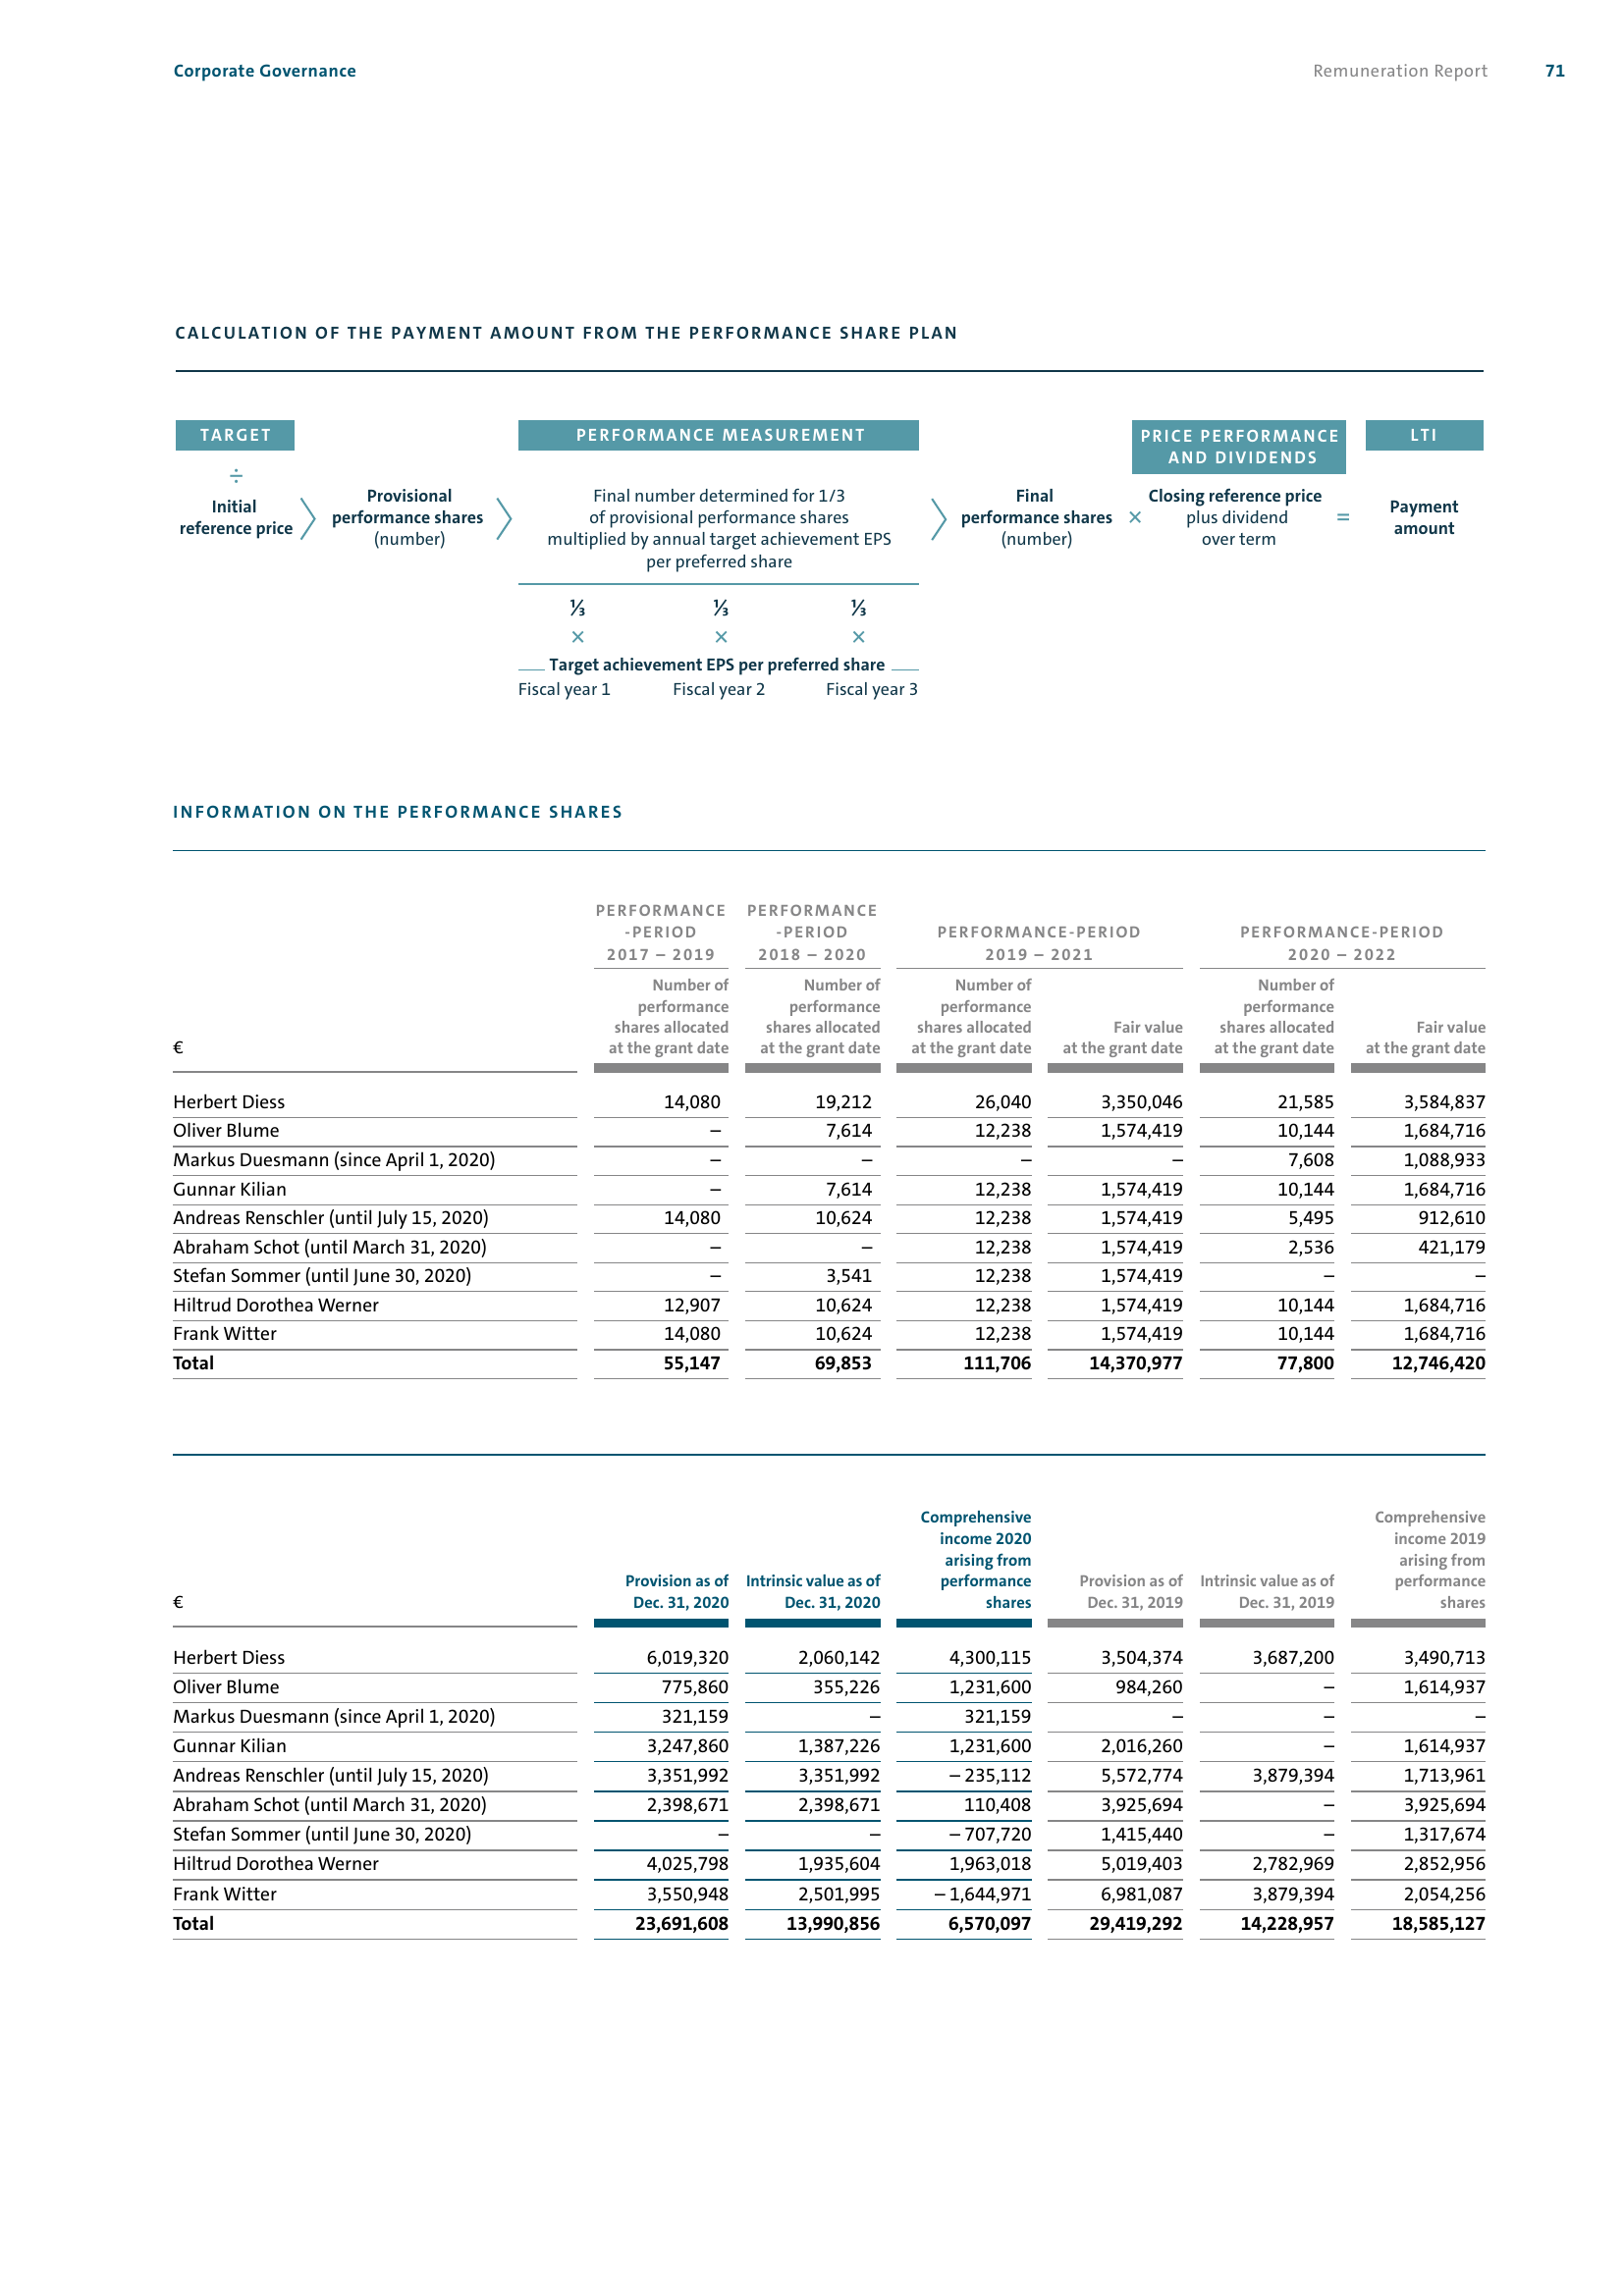 Corporate Governance Remuneration Report 71
CALCULATION OF THE PAYMENT AMOUNT FROM THE PERFORMANCE SHARE PLAN
TARGET
÷
Initial
reference price
Provisional
performance shares
(number)
PERFORMANCE MEASUREMENT
Final number determined for 1/3
of provisional performance shares
multiplied by annual target achievement EPS
per preferred share
⅓ ⅓ ⅓
× × ×
Target achievement EPS per preferred share
Fiscal year 1 Fiscal year 2 Fiscal year 3
Final
performance shares
(number)
×
PRICE PERFORMANCE
AND DIVIDENDS
Closing reference price
plus dividend
over term
=
LTI
Payment
amount
INFORMATION ON THE PERFORMANCE SHARES
PERFORMANCE
-PERIOD
2017 – 2019
PERFORMANCE
-PERIOD
2018 – 2020
PERFORMANCE-PERIOD
2019 – 2021
PERFORMANCE-PERIOD
2020 – 2022
€
Number of
performance
shares allocated
at the grant date
Number of
performance
shares allocated
at the grant date
Number of
performance
shares allocated
at the grant date
Fair value
at the grant date
Number of
performance
shares allocated
at the grant date
Fair value
at the grant date
Herbert Diess 14,080 19,212 26,040 3,350,046 21,585 3,584,837
Oliver Blume – 7,614 12,238 1,574,419 10,144 1,684,716
Markus Duesmann (since April 1, 2020) – – – – 7,608 1,088,933
Gunnar Kilian – 7,614 12,238 1,574,419 10,144 1,684,716
Andreas Renschler (until July 15, 2020) 14,080 10,624 12,238 1,574,419 5,495 912,610
Abraham Schot (until March 31, 2020) – – 12,238 1,574,419 2,536 421,179
Stefan Sommer (until June 30, 2020) – 3,541 12,238 1,574,419 – –
Hiltrud Dorothea Werner 12,907 10,624 12,238 1,574,419 10,144 1,684,716
Frank Witter 14,080 10,624 12,238 1,574,419 10,144 1,684,716
Total 55,147 69,853 111,706 14,370,977 77,800 12,746,420
€
Provision as of
Dec. 31, 2020
Intrinsic value as of
Dec. 31, 2020
Comprehensive
income 2020
arising from
performance
shares
Provision as of
Dec. 31, 2019
Intrinsic value as of
Dec. 31, 2019
Comprehensive
income 2019
arising from
performance
shares
Herbert Diess 6,019,320 2,060,142 4,300,115 3,504,374 3,687,200 3,490,713
Oliver Blume 775,860 355,226 1,231,600 984,260 – 1,614,937
Markus Duesmann (since April 1, 2020) 321,159 – 321,159 – – –
Gunnar Kilian 3,247,860 1,387,226 1,231,600 2,016,260 – 1,614,937
Andreas Renschler (until July 15, 2020) 3,351,992 3,351,992 – 235,112 5,572,774 3,879,394 1,713,961
Abraham Schot (until March 31, 2020) 2,398,671 2,398,671 110,408 3,925,694 – 3,925,694
Stefan Sommer (until June 30, 2020) – – – 707,720 1,415,440 – 1,317,674
Hiltrud Dorothea Werner 4,025,798 1,935,604 1,963,018 5,019,403 2,782,969 2,852,956
Frank Witter 3,550,948 2,501,995 – 1,644,971 6,981,087 3,879,394 2,054,256
Total 23,691,608 13,990,856 6,570,097 29,419,292 14,228,957 18,585,127